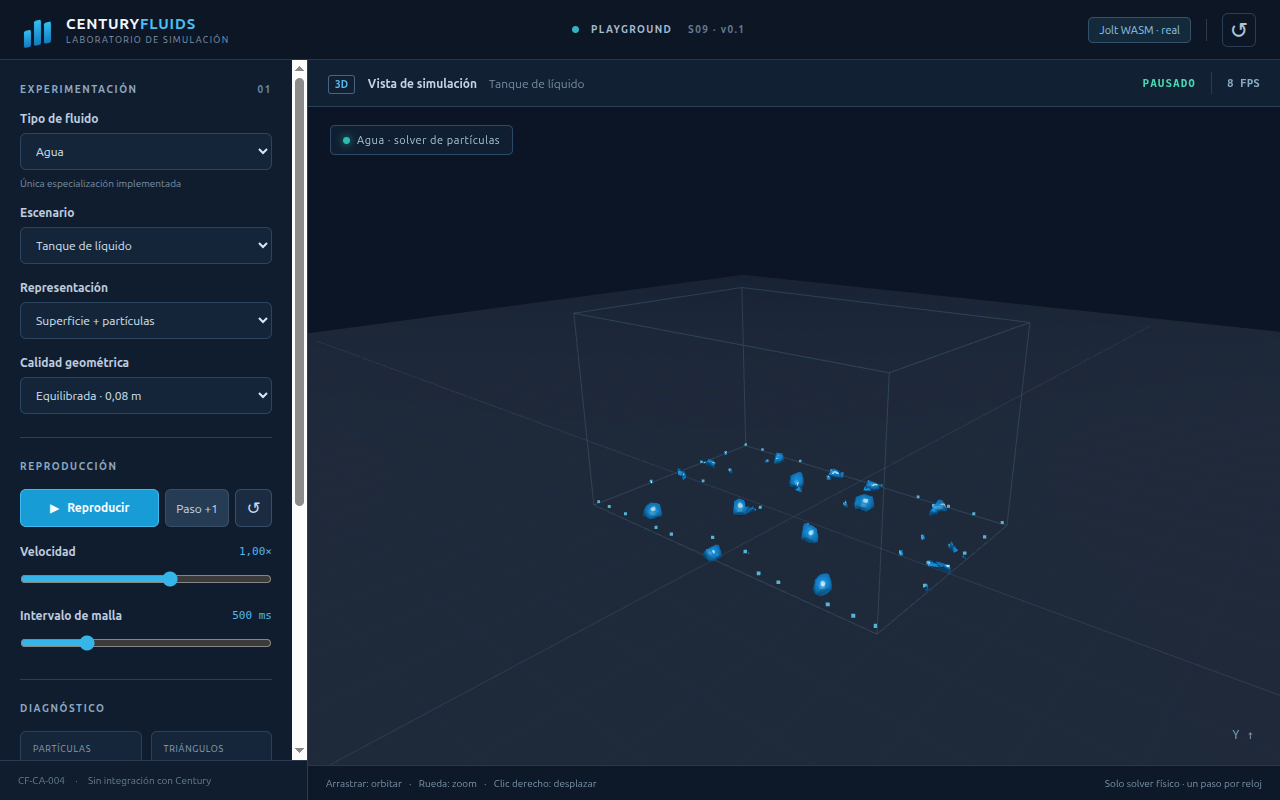 CENTURYFLUIDS
LABORATORIO DE SIMULACIÓN
PLAYGROUND S09 · v0.1
Jolt WASM · real
↺
EXPERIMENTACIÓN 01
Tipo de fluido
Agua
Única especialización implementada
Escenario
Tanque de líquido
Representación
Superficie + partículas
Calidad geométrica
Equilibrada · 0,08 m
REPRODUCCIÓN
▶ Reproducir
Paso +1
↺
Velocidad 1,00×
Intervalo de malla 500 ms
DIAGNÓSTICO
PARTÍCULAS
TRIÁNGULOS
CF-CA-004 · Sin integración con Century
3D Vista de simulación Tanque de líquido
PAUSADO 8 FPS
Agua · solver de partículas
Y ↑
Arrastrar: orbitar · Rueda: zoom · Clic derecho: desplazar
Solo solver físico · un paso por reloj